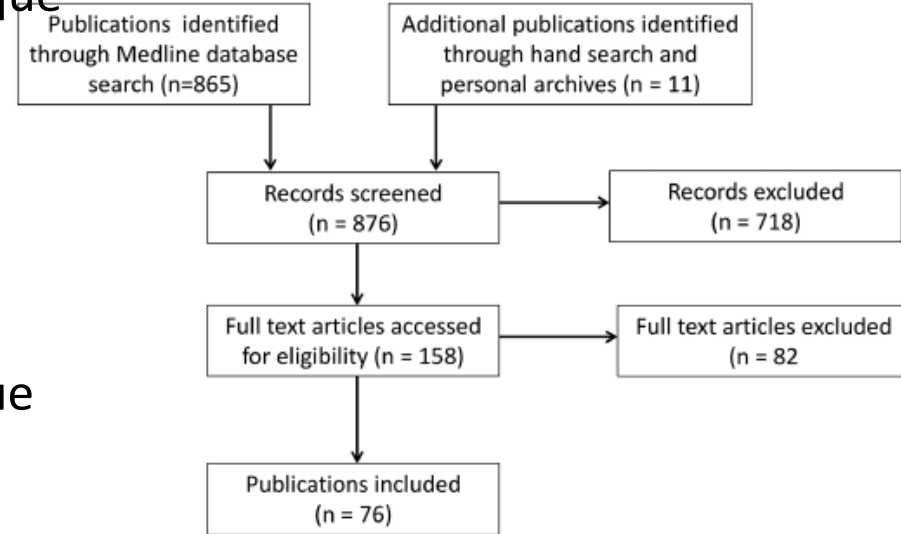 que
Publications identified
through Medline database
search (n=865)
Additional publications identified
through hand search and
personal archives (n = 11)
Records screened
(n = 876)
Records excluded
(n = 718)
Full text articles accessed
for eligibility (n = 158)
Full text articles excluded
(n = 82
ue
Publications included
(n = 76)